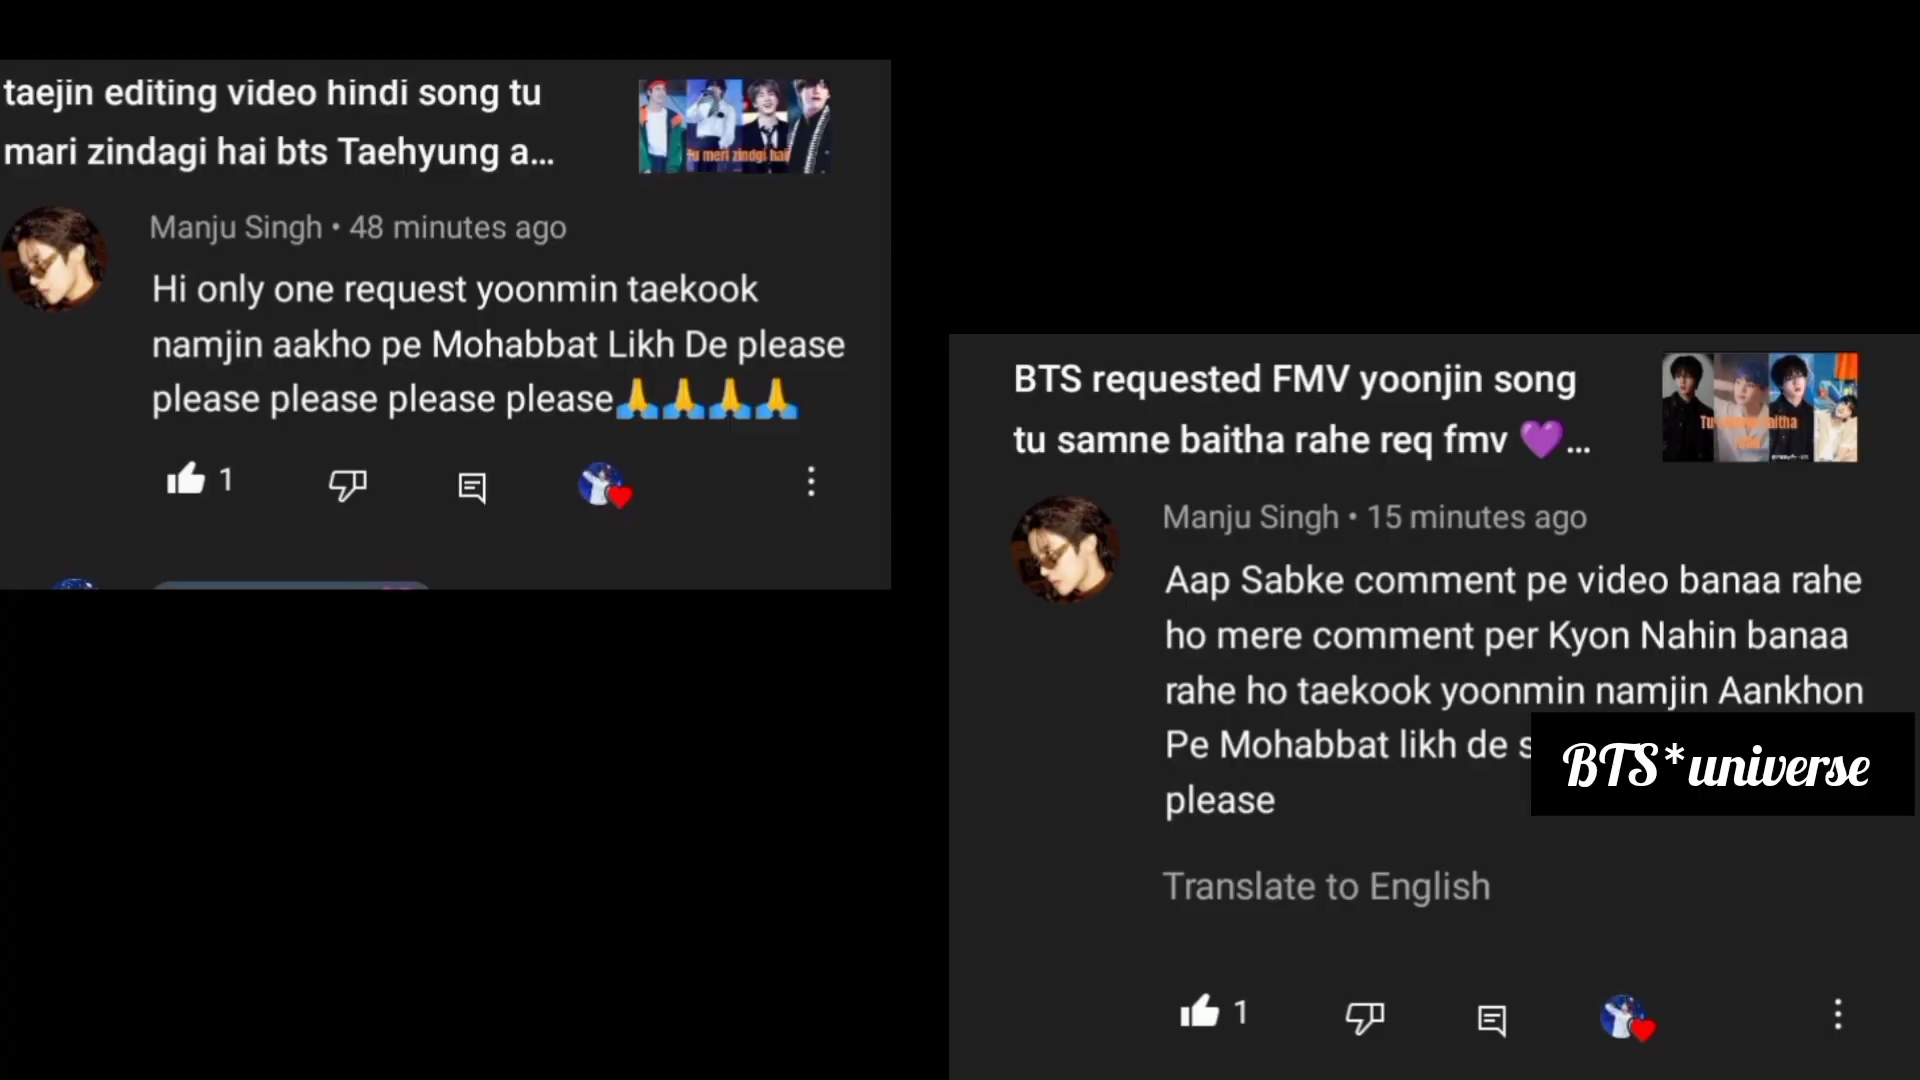 taejin editing video hindi song tu
mari zindagi hai bts Taehyung a...
Tu meri zindgi hai
Manju Singh • 48 minutes ago
Hi only one request yoonmin taekook
namjin aakho pe Mohabbat Likh De please
please please please please🙏🙏🙏🙏
1
BTS requested FMV yoonjin song
tu samne baitha rahe req fmv 💜...
Manju Singh • 15 minutes ago
Aap Sabke comment pe video banaa rahe
ho mere comment per Kyon Nahin banaa
rahe ho taekook yoonmin namjin Aankhon
Pe Mohabbat likh de
please
BTS*universe
Translate to English
1